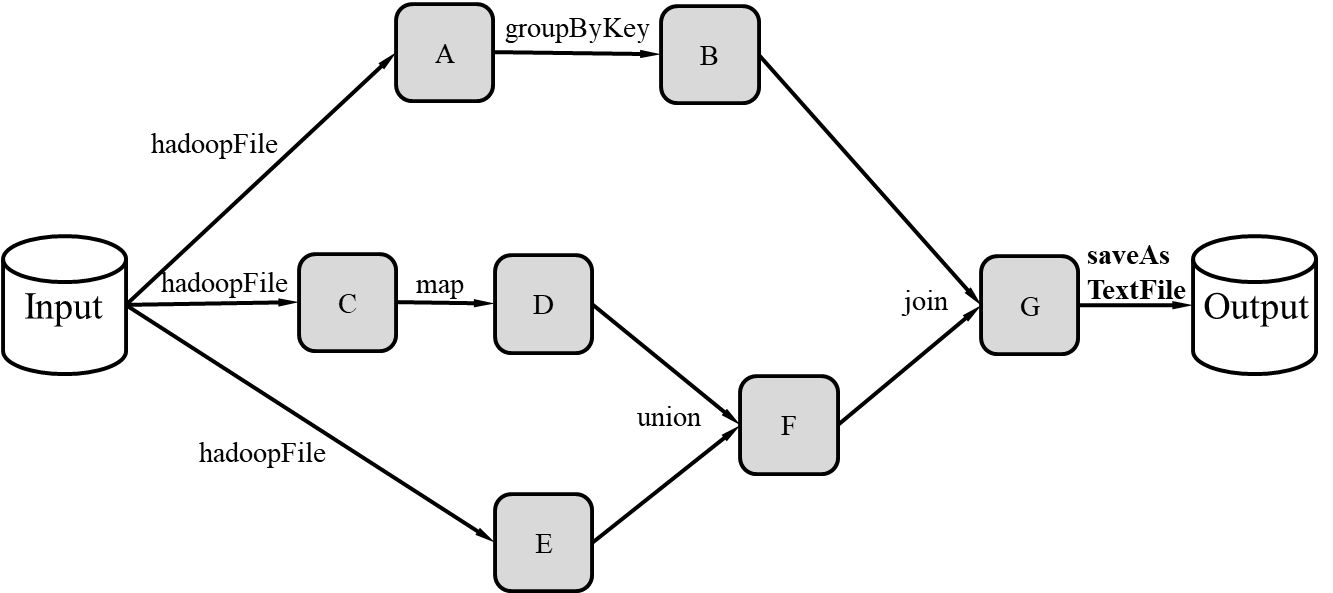 A
groupByKey
B
hadoopFile
Input
hadoopFile
C
map
D
join
G
saveAs
TextFile
Output
union
F
hadoopFile
E